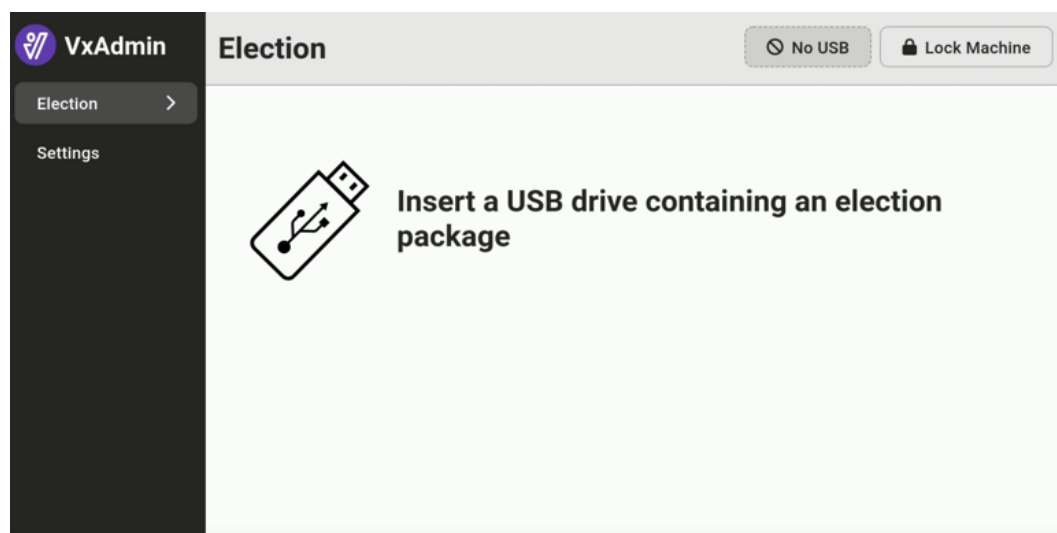 VxAdmin
Election
Settings
Election
No USB
Lock Machine
Insert a USB drive containing an election
package